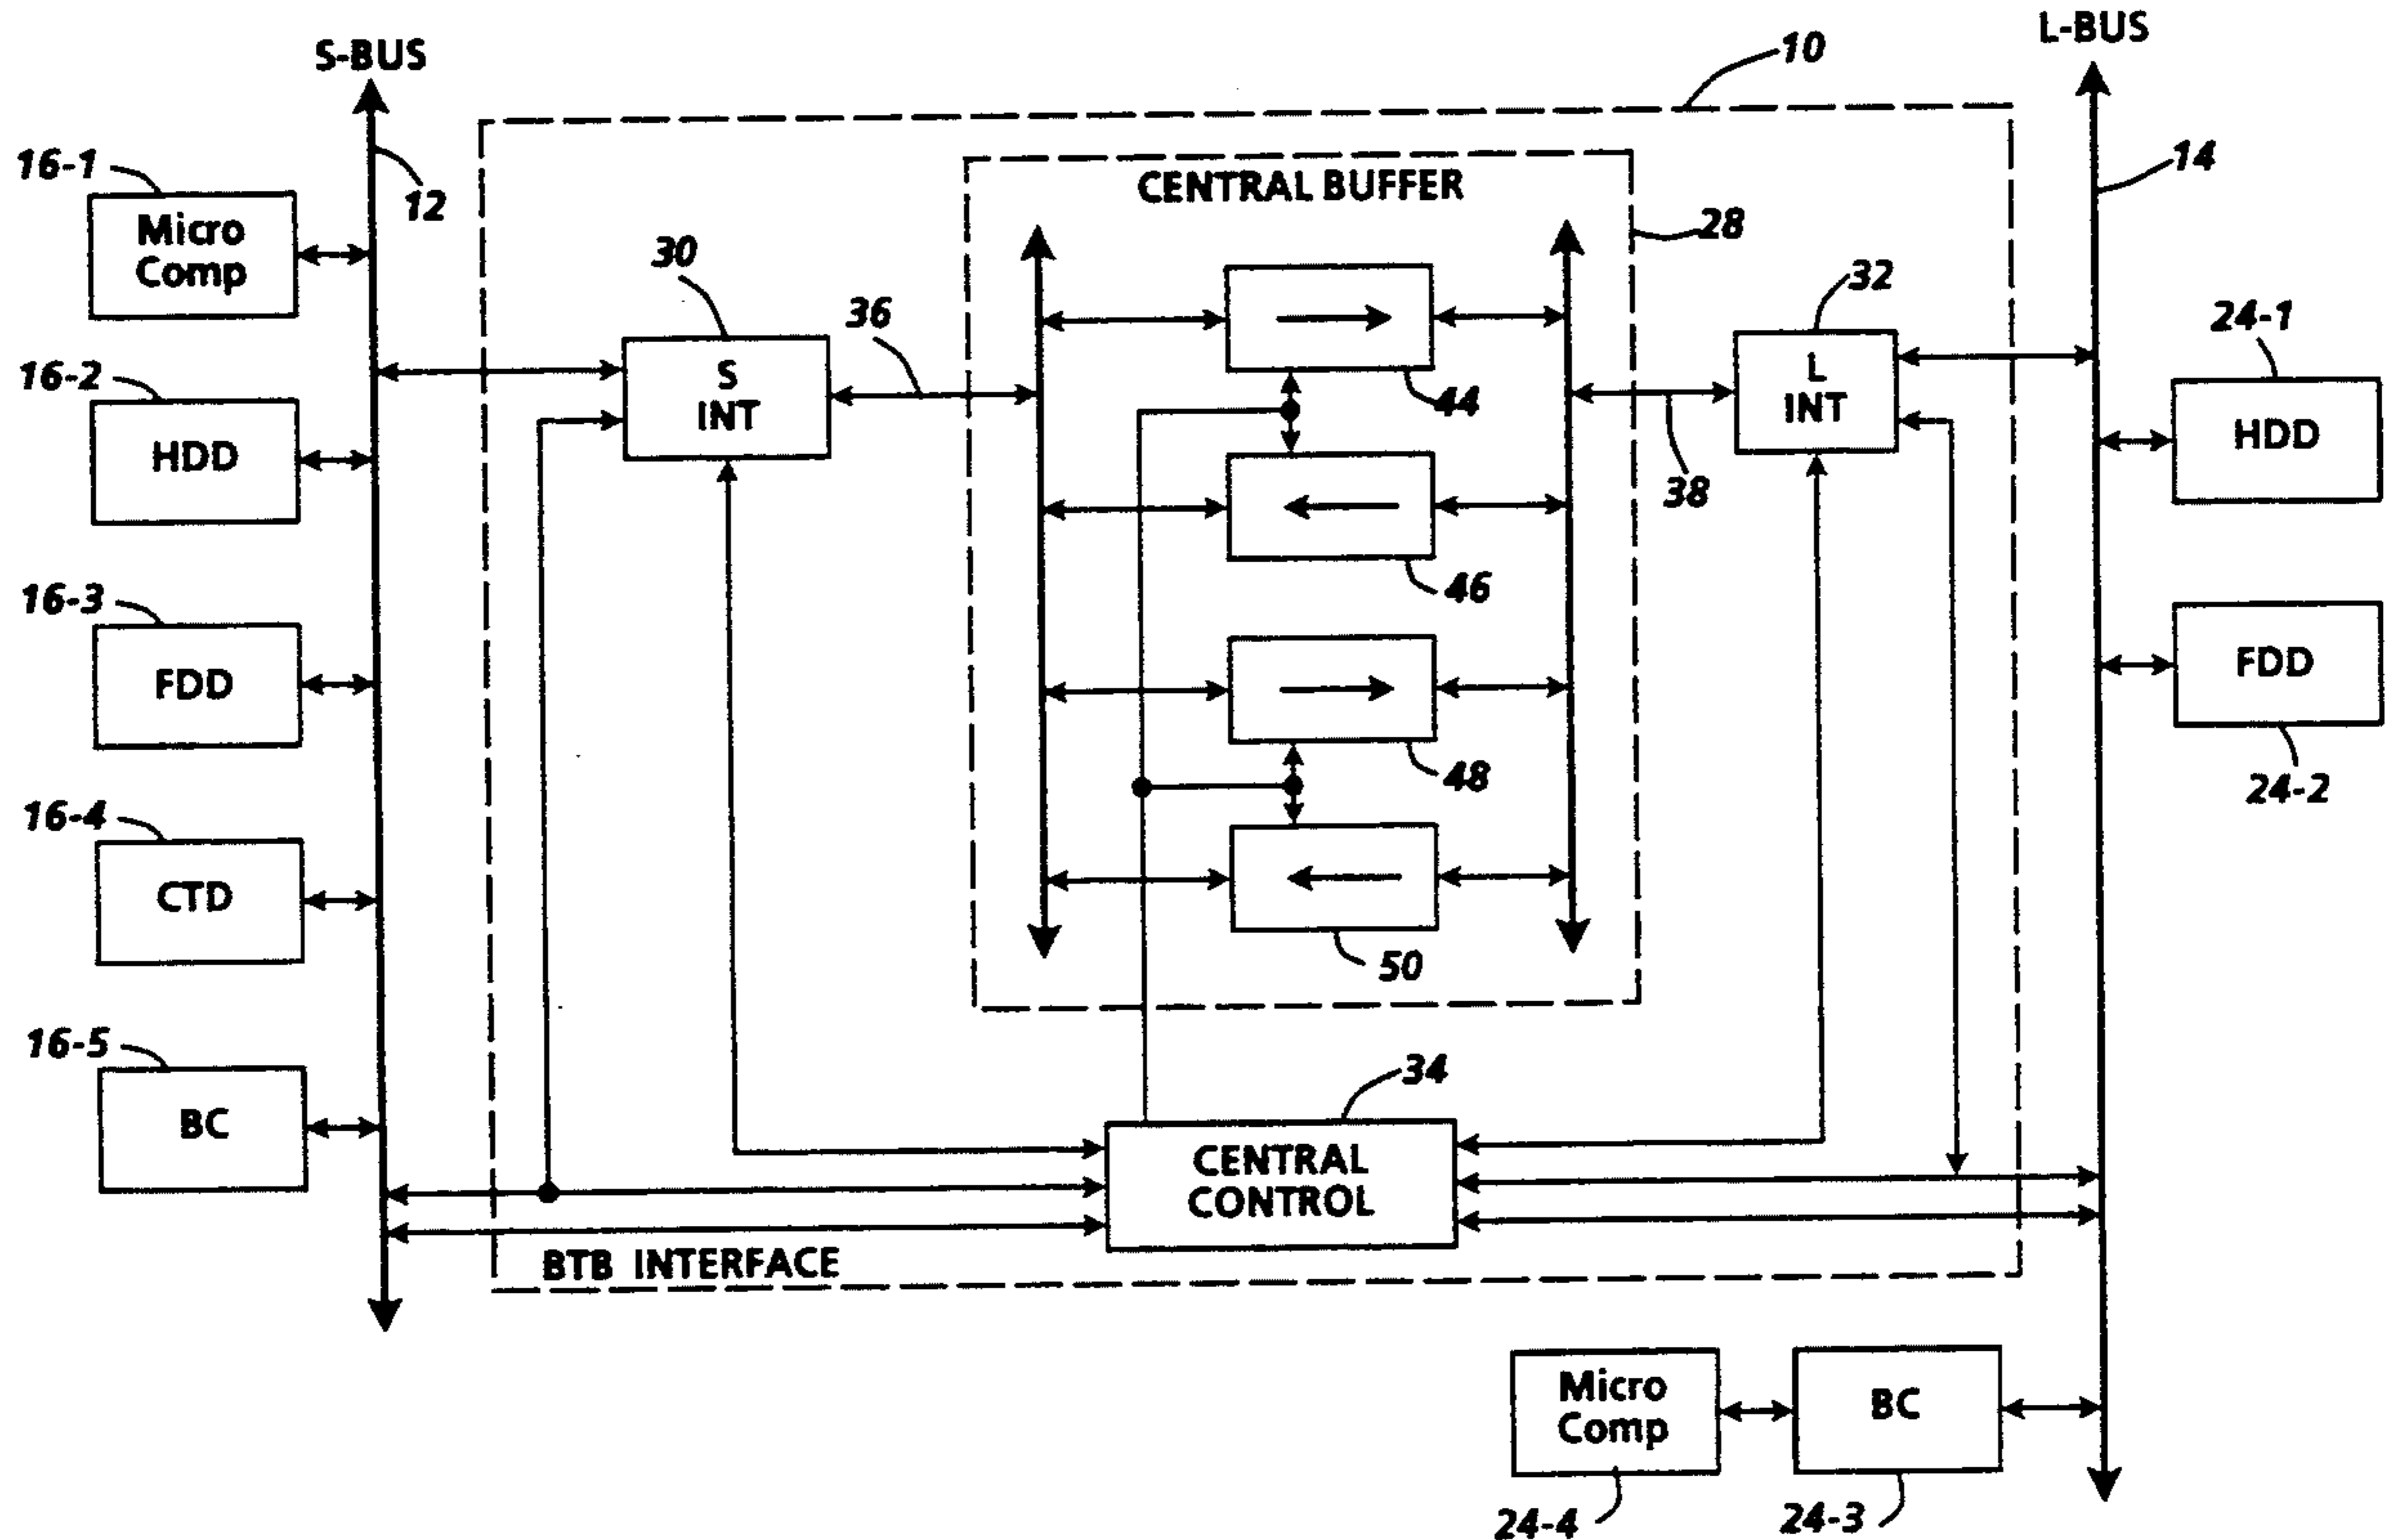 S-BUS
L-BUS
10
12
14
16-1
Micro
Comp
CENTRAL BUFFER
28
30
36
32
24-1
S
INT
L
INT
16-2
HDD
44
38
HDD
46
16-3
FDD
FDD
48
24-2
16-4
CTD
50
16-5
BC
34
CENTRAL
CONTROL
BTB INTERFACE
Micro
Comp
BC
24-4
24-3